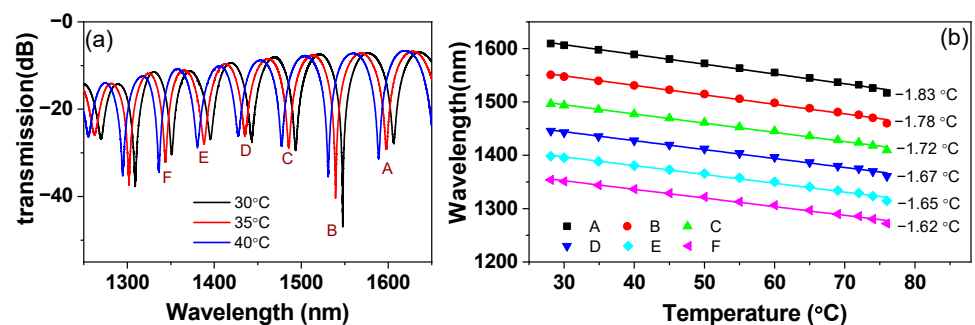 (a)
transmission(dB)
−0
−20
−40
A
B
C
D
E
F
30°C
35°C
40°C
1300
1400
1500
1600
Wavelength (nm)
(b)
Wavelength(nm)
1600
1500
1400
1300
1200
−1.83 °C
−1.78 °C
−1.72 °C
−1.67 °C
−1.65 °C
−1.62 °C
A B C
D E F
30 40 50 60 70 80
Temperature (°C)